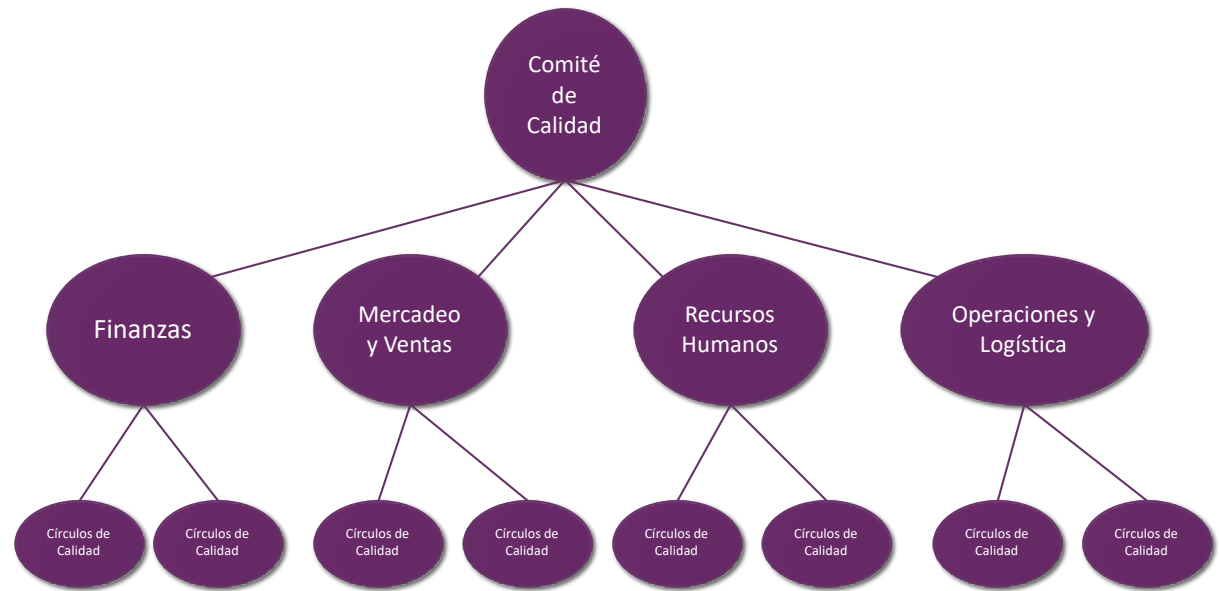 Comité
de
Calidad
Finanzas
Mercadeo
y Ventas
Recursos
Humanos
Operaciones y
Logística
Círculos de
Calidad
Círculos de
Calidad
Círculos de
Calidad
Círculos de
Calidad
Círculos de
Calidad
Círculos de
Calidad
Círculos de
Calidad
Círculos de
Calidad